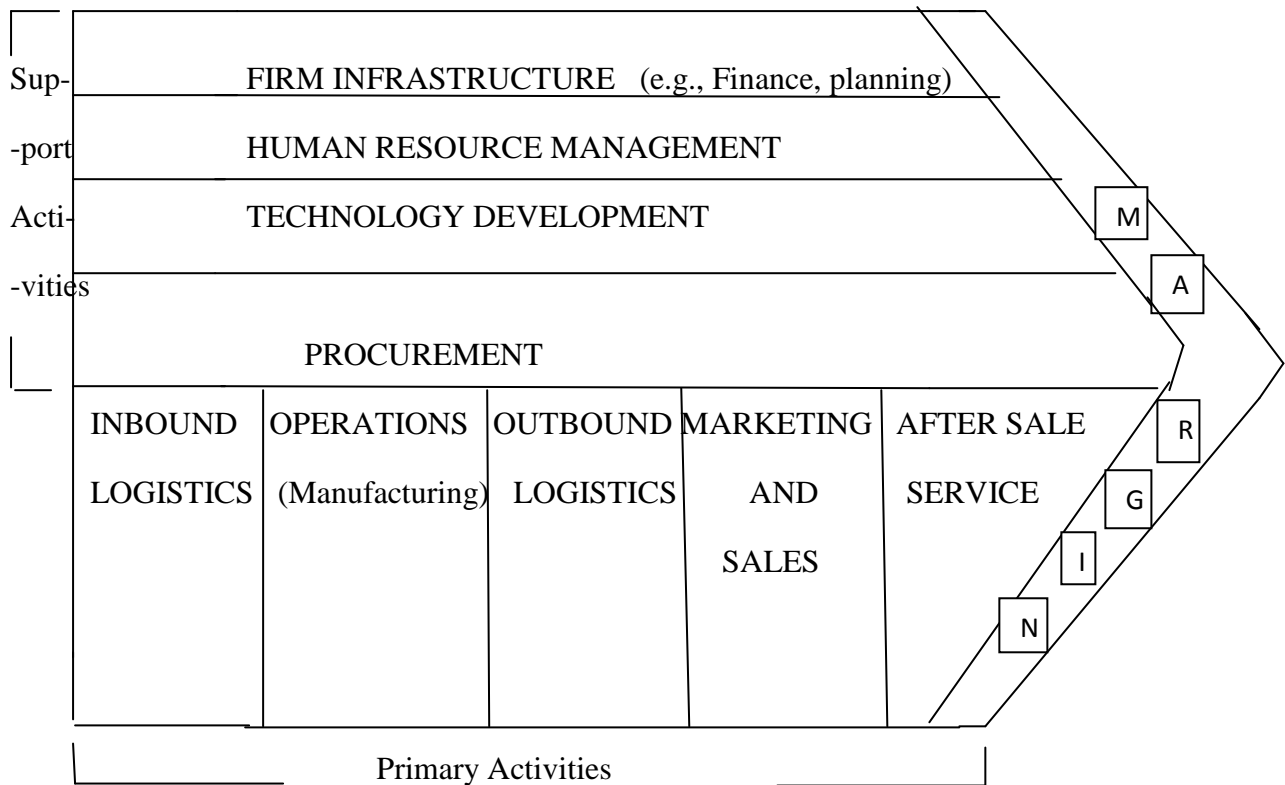 Sup- FIRM INFRASTRUCTURE (e.g., Finance, planning)
-port HUMAN RESOURCE MANAGEMENT
Acti- TECHNOLOGY DEVELOPMENT
M
A
-vities
PROCUREMENT
INBOUND OPERATIONS OUTBOUND MARKETING AFTER SALE
R
LOGISTICS (Manufacturing) LOGISTICS AND SERVICE
G
SALES
I
N
Primary Activities